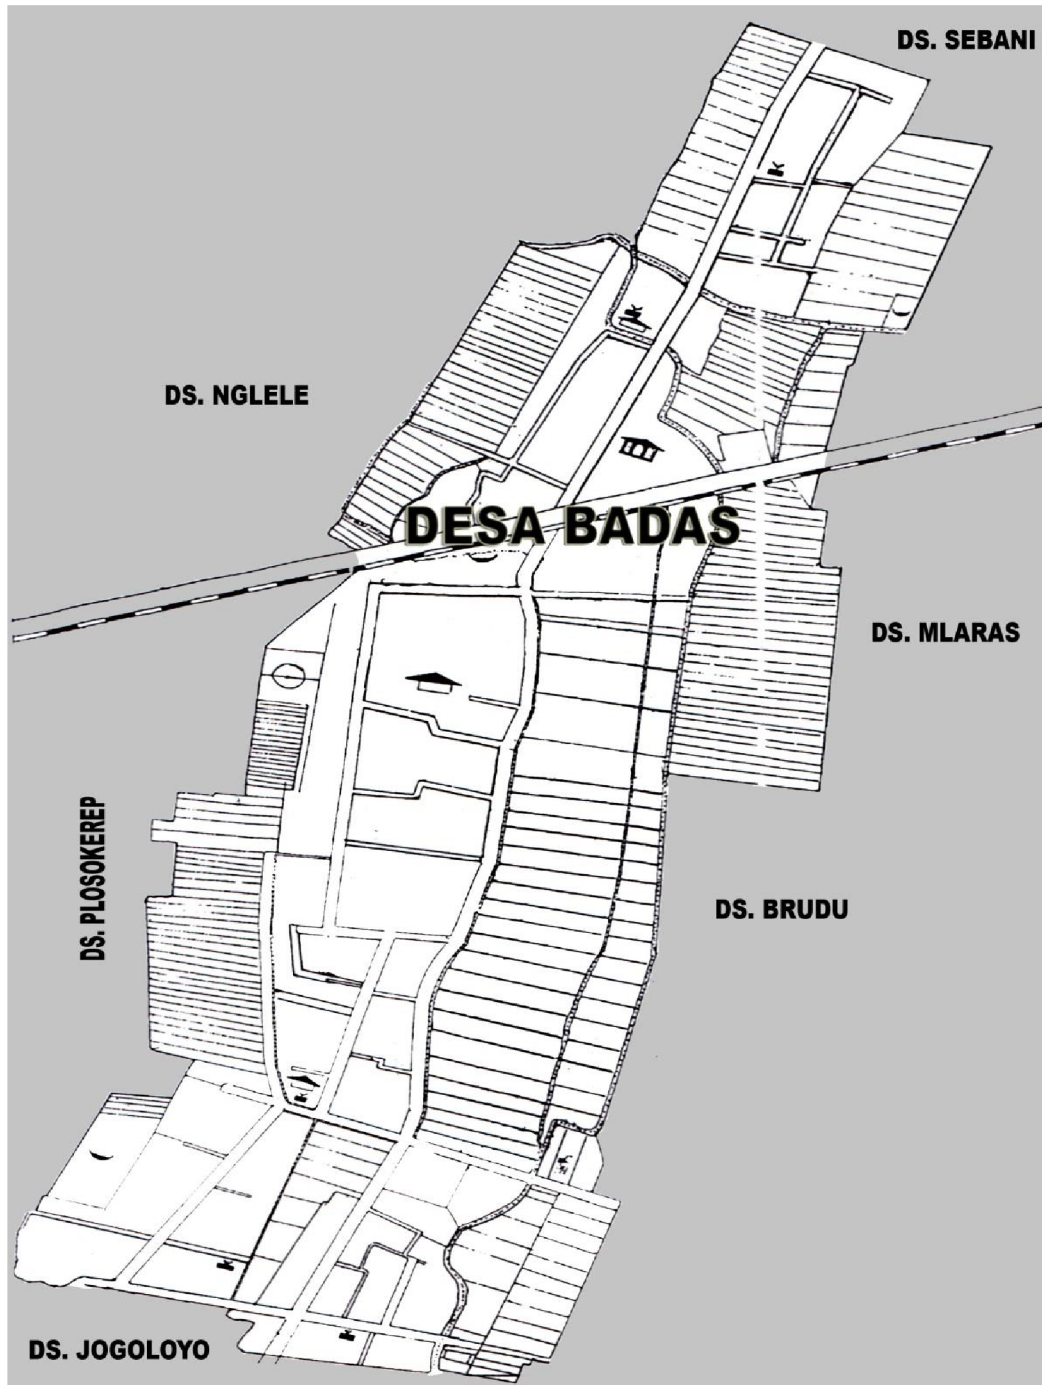 DS. SEBANI
DS. NGLELE
DESA BADAS
DS. MLARAS
DS. PLOSOKEREP
DS. BRUDU
DS. JOGOLOYO